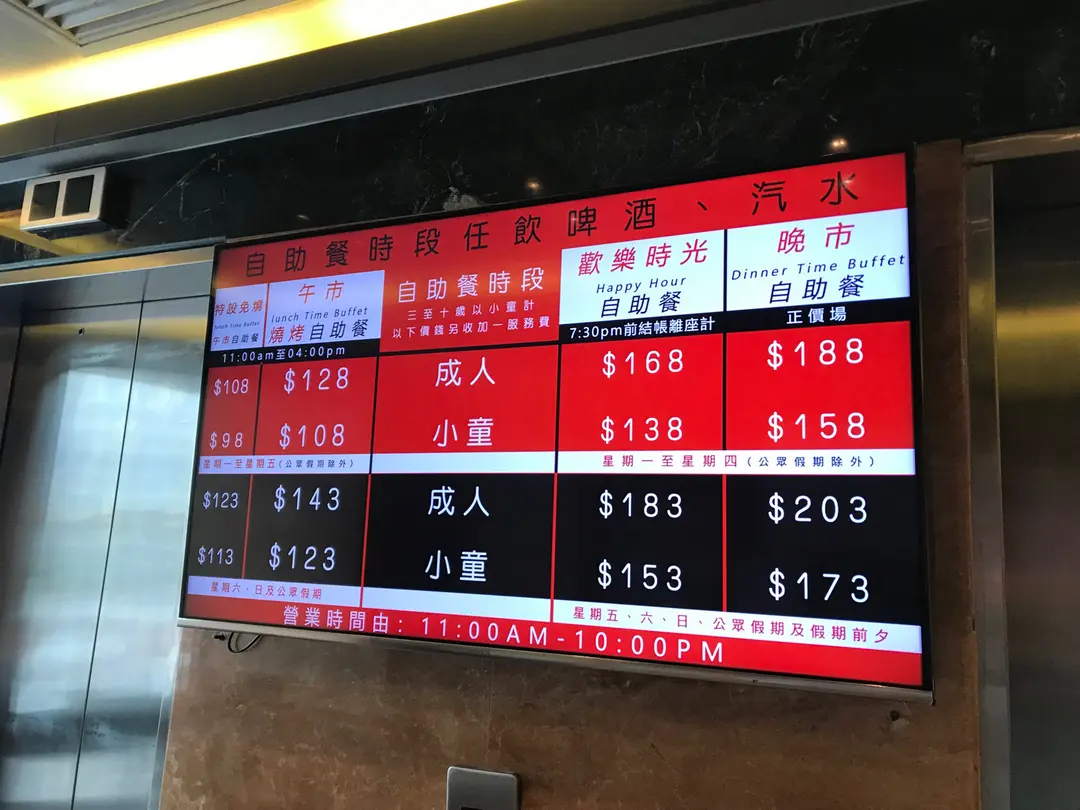 自助餐時段任飲啤酒、汽水
特設免燒
Lunch Time Buffet
午市自助餐
午市
lunch Time Buffet
燒烤自助餐
11:00am至04:00pm
自助餐時段
三至十歲以小童計
以下價錢另收加一服務費
歡樂時光
Happy Hour
自助餐
7:30pm前結帳離座計
晚市
Dinner Time Buffet
自助餐
正價場
$108 $128 成人 $168 $188
$98 $108 小童 $138 $158
星期一至星期五(公眾假期除外) 星期一至星期四(公眾假期除外)
$123 $143 成人 $183 $203
$113 $123 小童 $153 $173
星期六、日及公眾假期 星期五、六、日、公眾假期及假期前夕
營業時間由: 11:00AM-10:00PM